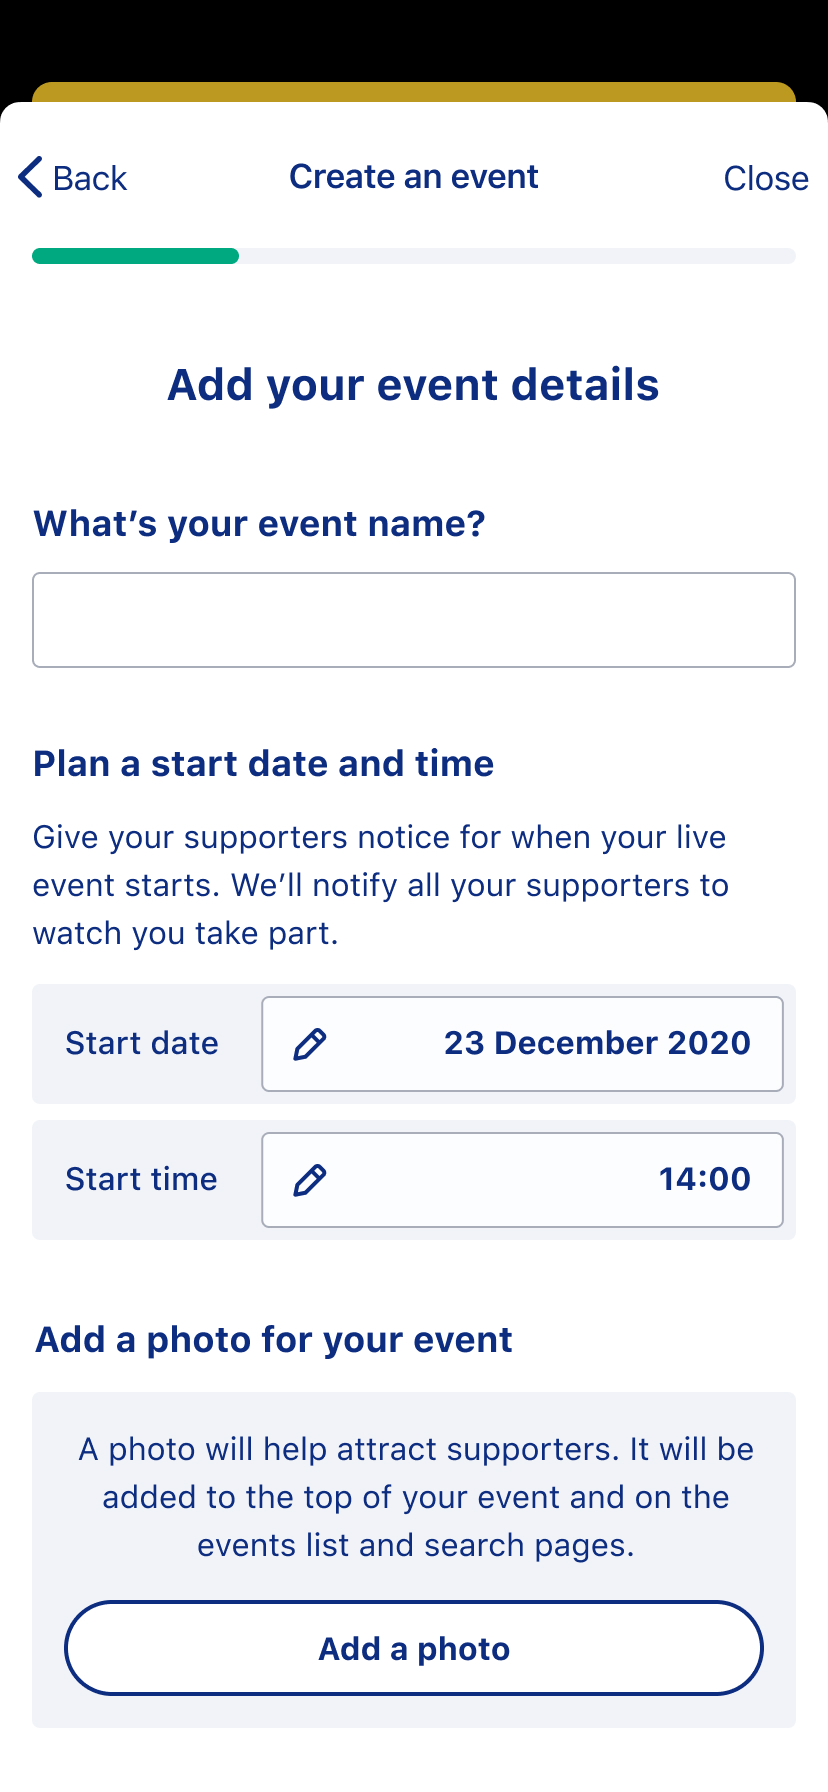 Back
Create an event
Close
Add your event details
What’s your event name?
Plan a start date and time
Give your supporters notice for when your live
event starts. We’ll notify all your supporters to
watch you take part.
Start date
23 December 2020
Start time
14:00
Add a photo for your event
A photo will help attract supporters. It will be
added to the top of your event and on the
events list and search pages.
Add a photo